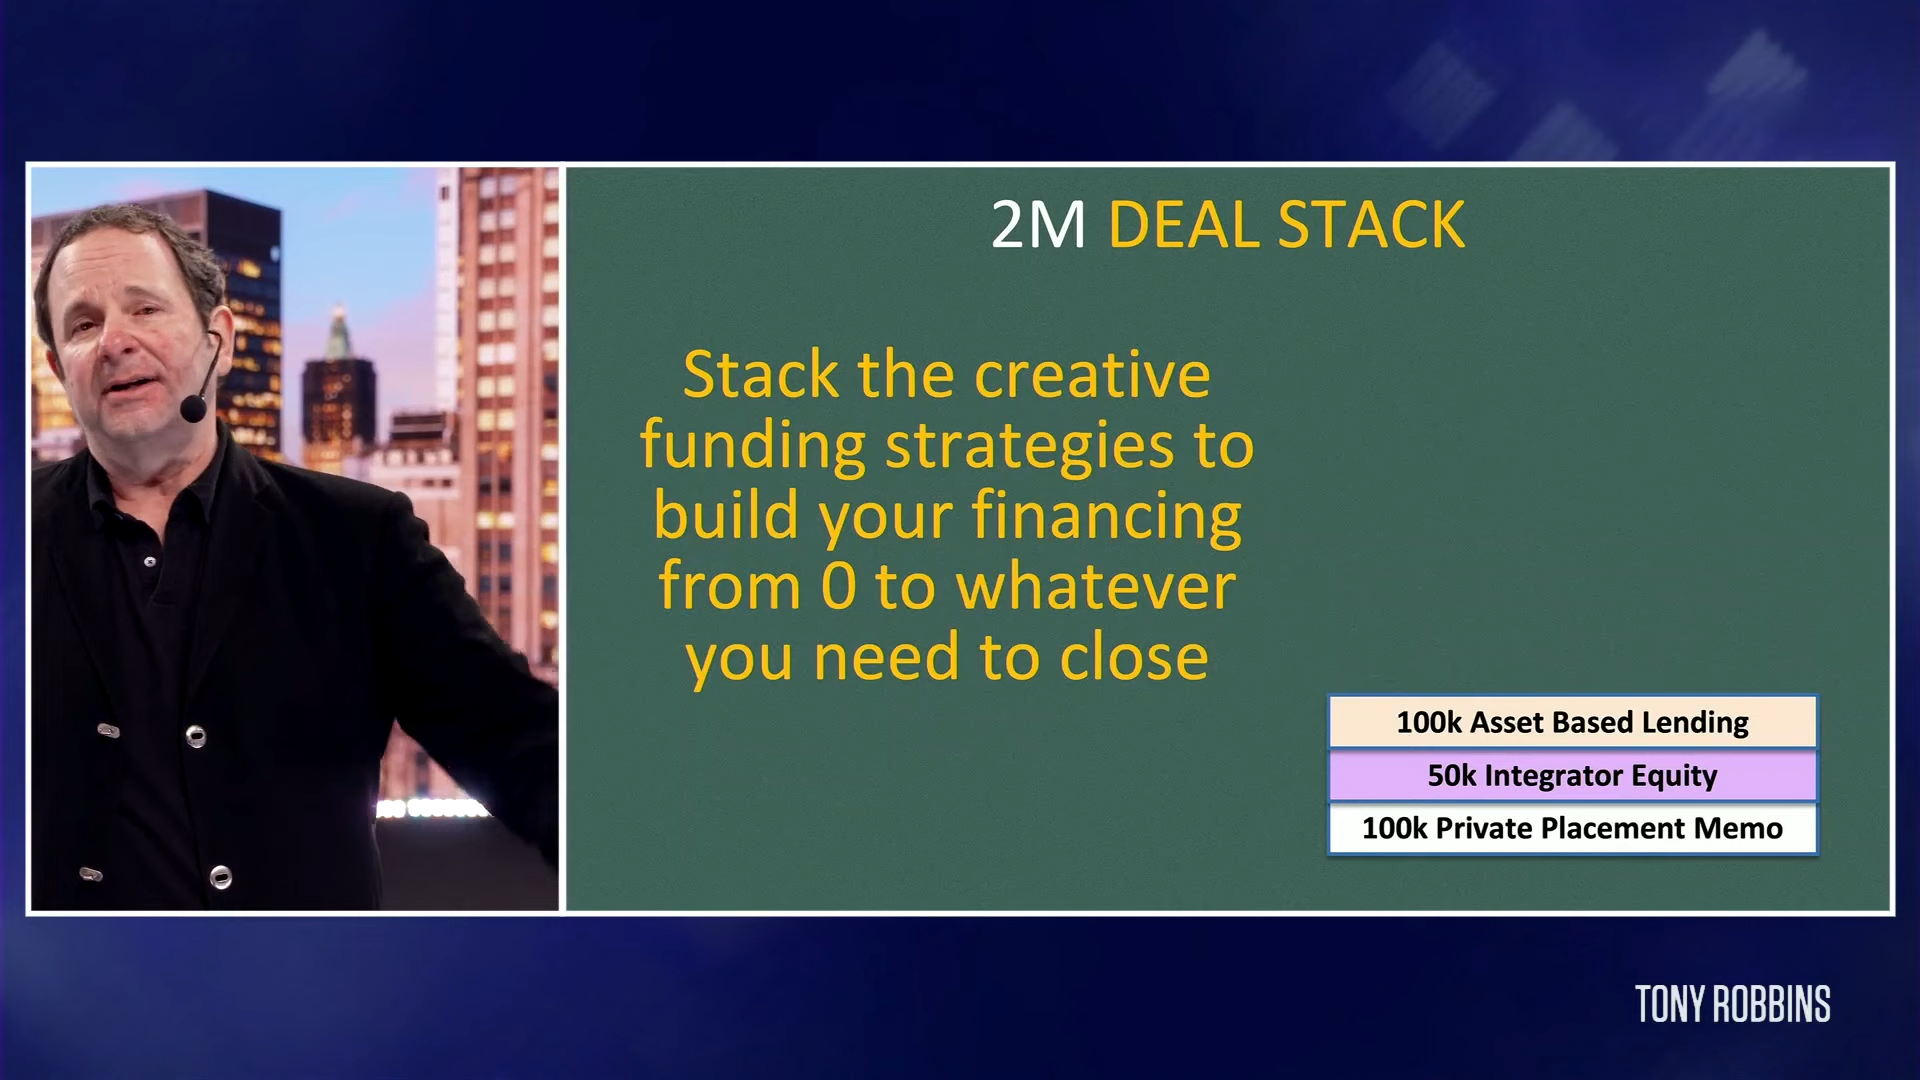 2M DEAL STACK
Stack the creative
funding strategies to
build your financing
from 0 to whatever
you need to close
100k Asset Based Lending
50k Integrator Equity
100k Private Placement Memo
TONY ROBBINS